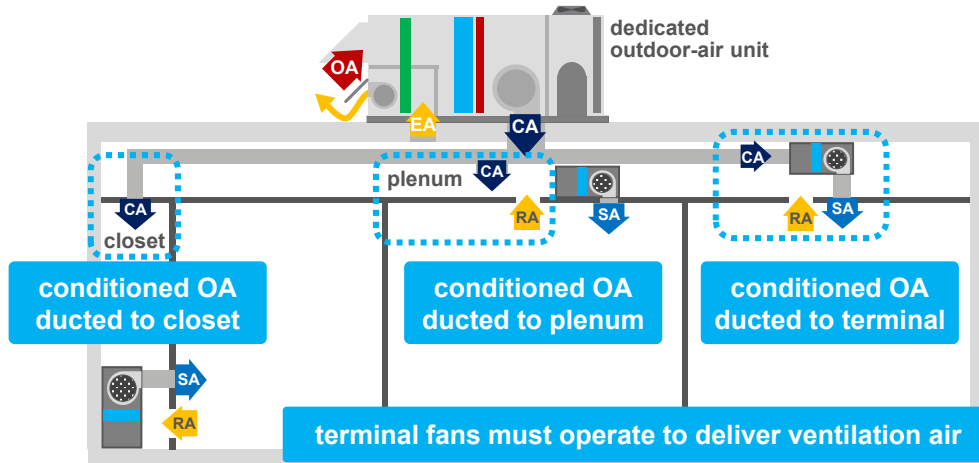 dedicated
outdoor-air unit
OA
EA
CA
CA
plenum
CA
CA
closet
RA
SA
RA
SA
conditioned OA
ducted to closet
conditioned OA
ducted to plenum
conditioned OA
ducted to terminal
SA
RA
terminal fans must operate to deliver ventilation air